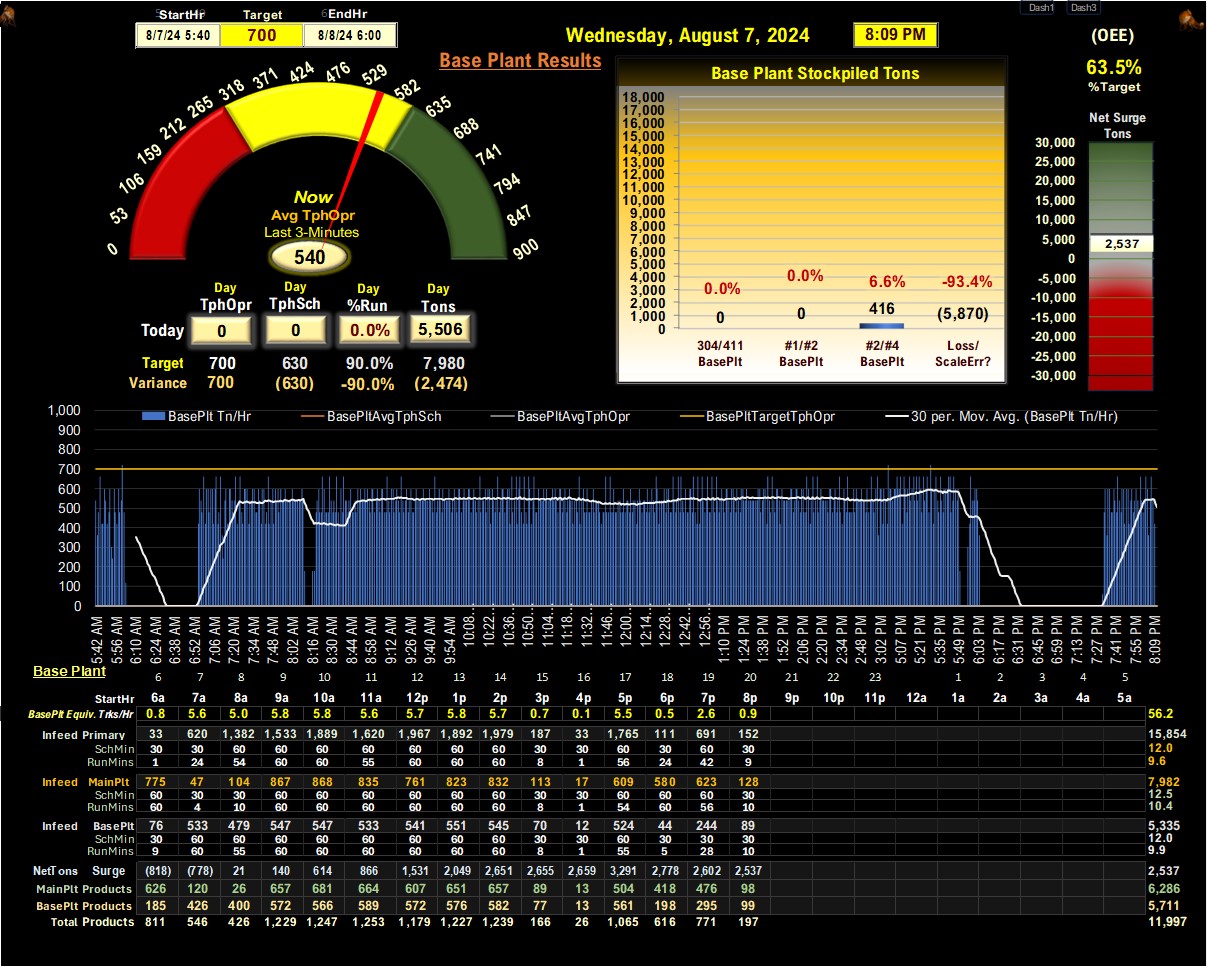 Dash1 Dash3
StartHr Target EndHr
8/7/24 5:40 700 8/8/24 6:00
Wednesday, August 7, 2024 8:09 PM
(OEE)
63.5%
%Target
Base Plant Results
0 53 106 159 212 265 318 371 424 476 529 582 635 688 741 794 847 900
Now
Avg TphOpr
Last 3-Minutes
540
Day Day Day Day
TphOpr TphSch %Run Tons
Today 0 0 0.0% 5,506
Target 700 630 90.0% 7,980
Variance 700 (630) -90.0% (2,474)
Base Plant Stockpiled Tons
18,000
17,000
16,000
15,000
14,000
13,000
12,000
11,000
10,000
9,000
8,000
7,000
6,000
5,000
4,000
3,000
2,000
1,000
0
0.0% 0.0% 6.6% -93.4%
0 0 416 (5,870)
304/411 #1/#2 #2/#4 Loss/
BasePlt BasePlt BasePlt ScaleErr?
Net Surge
Tons
30,000
25,000
20,000
15,000
10,000
5,000
0
-5,000
-10,000
-15,000
-20,000
-25,000
-30,000
2,537
BasePlt Tn/Hr BasePltAvgTphSch BasePltAvgTphOpr BasePltTargetTphOpr 30 per. Mov. Avg. (BasePlt Tn/Hr)
1,000
900
800
700
600
500
400
300
200
100
0
5:42 AM 5:56 AM 6:10 AM 6:24 AM 6:38 AM 6:52 AM 7:06 AM 7:20 AM 7:34 AM 7:48 AM 8:02 AM 8:16 AM 8:30 AM 8:44 AM 8:58 AM 9:12 AM 9:26 AM 9:40 AM 9:54 AM 10:08... 10:22... 10:36... 10:50... 11:04... 11:18... 11:32... 11:46... 12:00... 12:14... 12:28... 12:42... 12:56... 1:10 PM 1:24 PM 1:38 PM 1:52 PM 2:06 PM 2:20 PM 2:34 PM 2:48 PM 3:02 PM 5:07 PM 5:21 PM 5:35 PM 5:49 PM 6:03 PM 6:17 PM 6:31 PM 6:45 PM 6:59 PM 7:13 PM 7:27 PM 7:41 PM 7:55 PM 8:09 PM
Base Plant
6 7 8 9 10 11 12 13 14 15 16 17 18 19 20 21 22 23 1 2 3 4 5
StartHr 6a 7a 8a 9a 10a 11a 12p 1p 2p 3p 4p 5p 6p 7p 8p 9p 10p 11p 12a 1a 2a 3a 4a 5a
BasePlt Equiv. Trks/Hr 0.8 5.6 5.0 5.8 5.8 5.6 5.7 5.8 5.7 0.7 0.1 5.5 0.5 2.6 0.9 56.2
Infeed Primary 33 620 1,382 1,533 1,889 1,620 1,967 1,892 1,979 187 33 1,765 111 691 152 15,854
SchMin 30 30 60 60 60 60 60 60 60 30 30 60 30 60 30 12.0
RunMins 1 24 54 60 60 55 60 60 60 8 1 56 24 42 9 9.6
Infeed MainPlt 775 47 104 867 868 835 761 823 832 113 17 609 580 623 128 7,982
SchMin 60 30 30 60 60 60 60 60 60 30 30 60 60 60 30 12.5
RunMins 60 4 10 60 60 60 60 60 60 8 1 54 60 56 10 10.4
Infeed BasePlt 76 533 479 547 547 533 541 551 545 70 12 524 44 244 89 5,335
SchMin 30 60 60 60 60 60 60 60 60 30 30 60 30 30 30 12.0
RunMins 9 60 55 60 60 60 60 60 60 8 1 55 5 28 10 9.9
NetTons Surge (818) (778) 21 140 614 866 1,531 2,049 2,651 2,655 2,659 3,291 2,778 2,602 2,537 2,537
MainPlt Products 626 120 26 657 681 664 607 651 657 89 13 504 418 476 98 6,286
BasePlt Products 185 426 400 572 566 589 572 576 582 77 13 561 198 295 99 5,711
Total Products 811 546 426 1,229 1,247 1,253 1,179 1,227 1,239 166 26 1,065 616 771 197 11,997